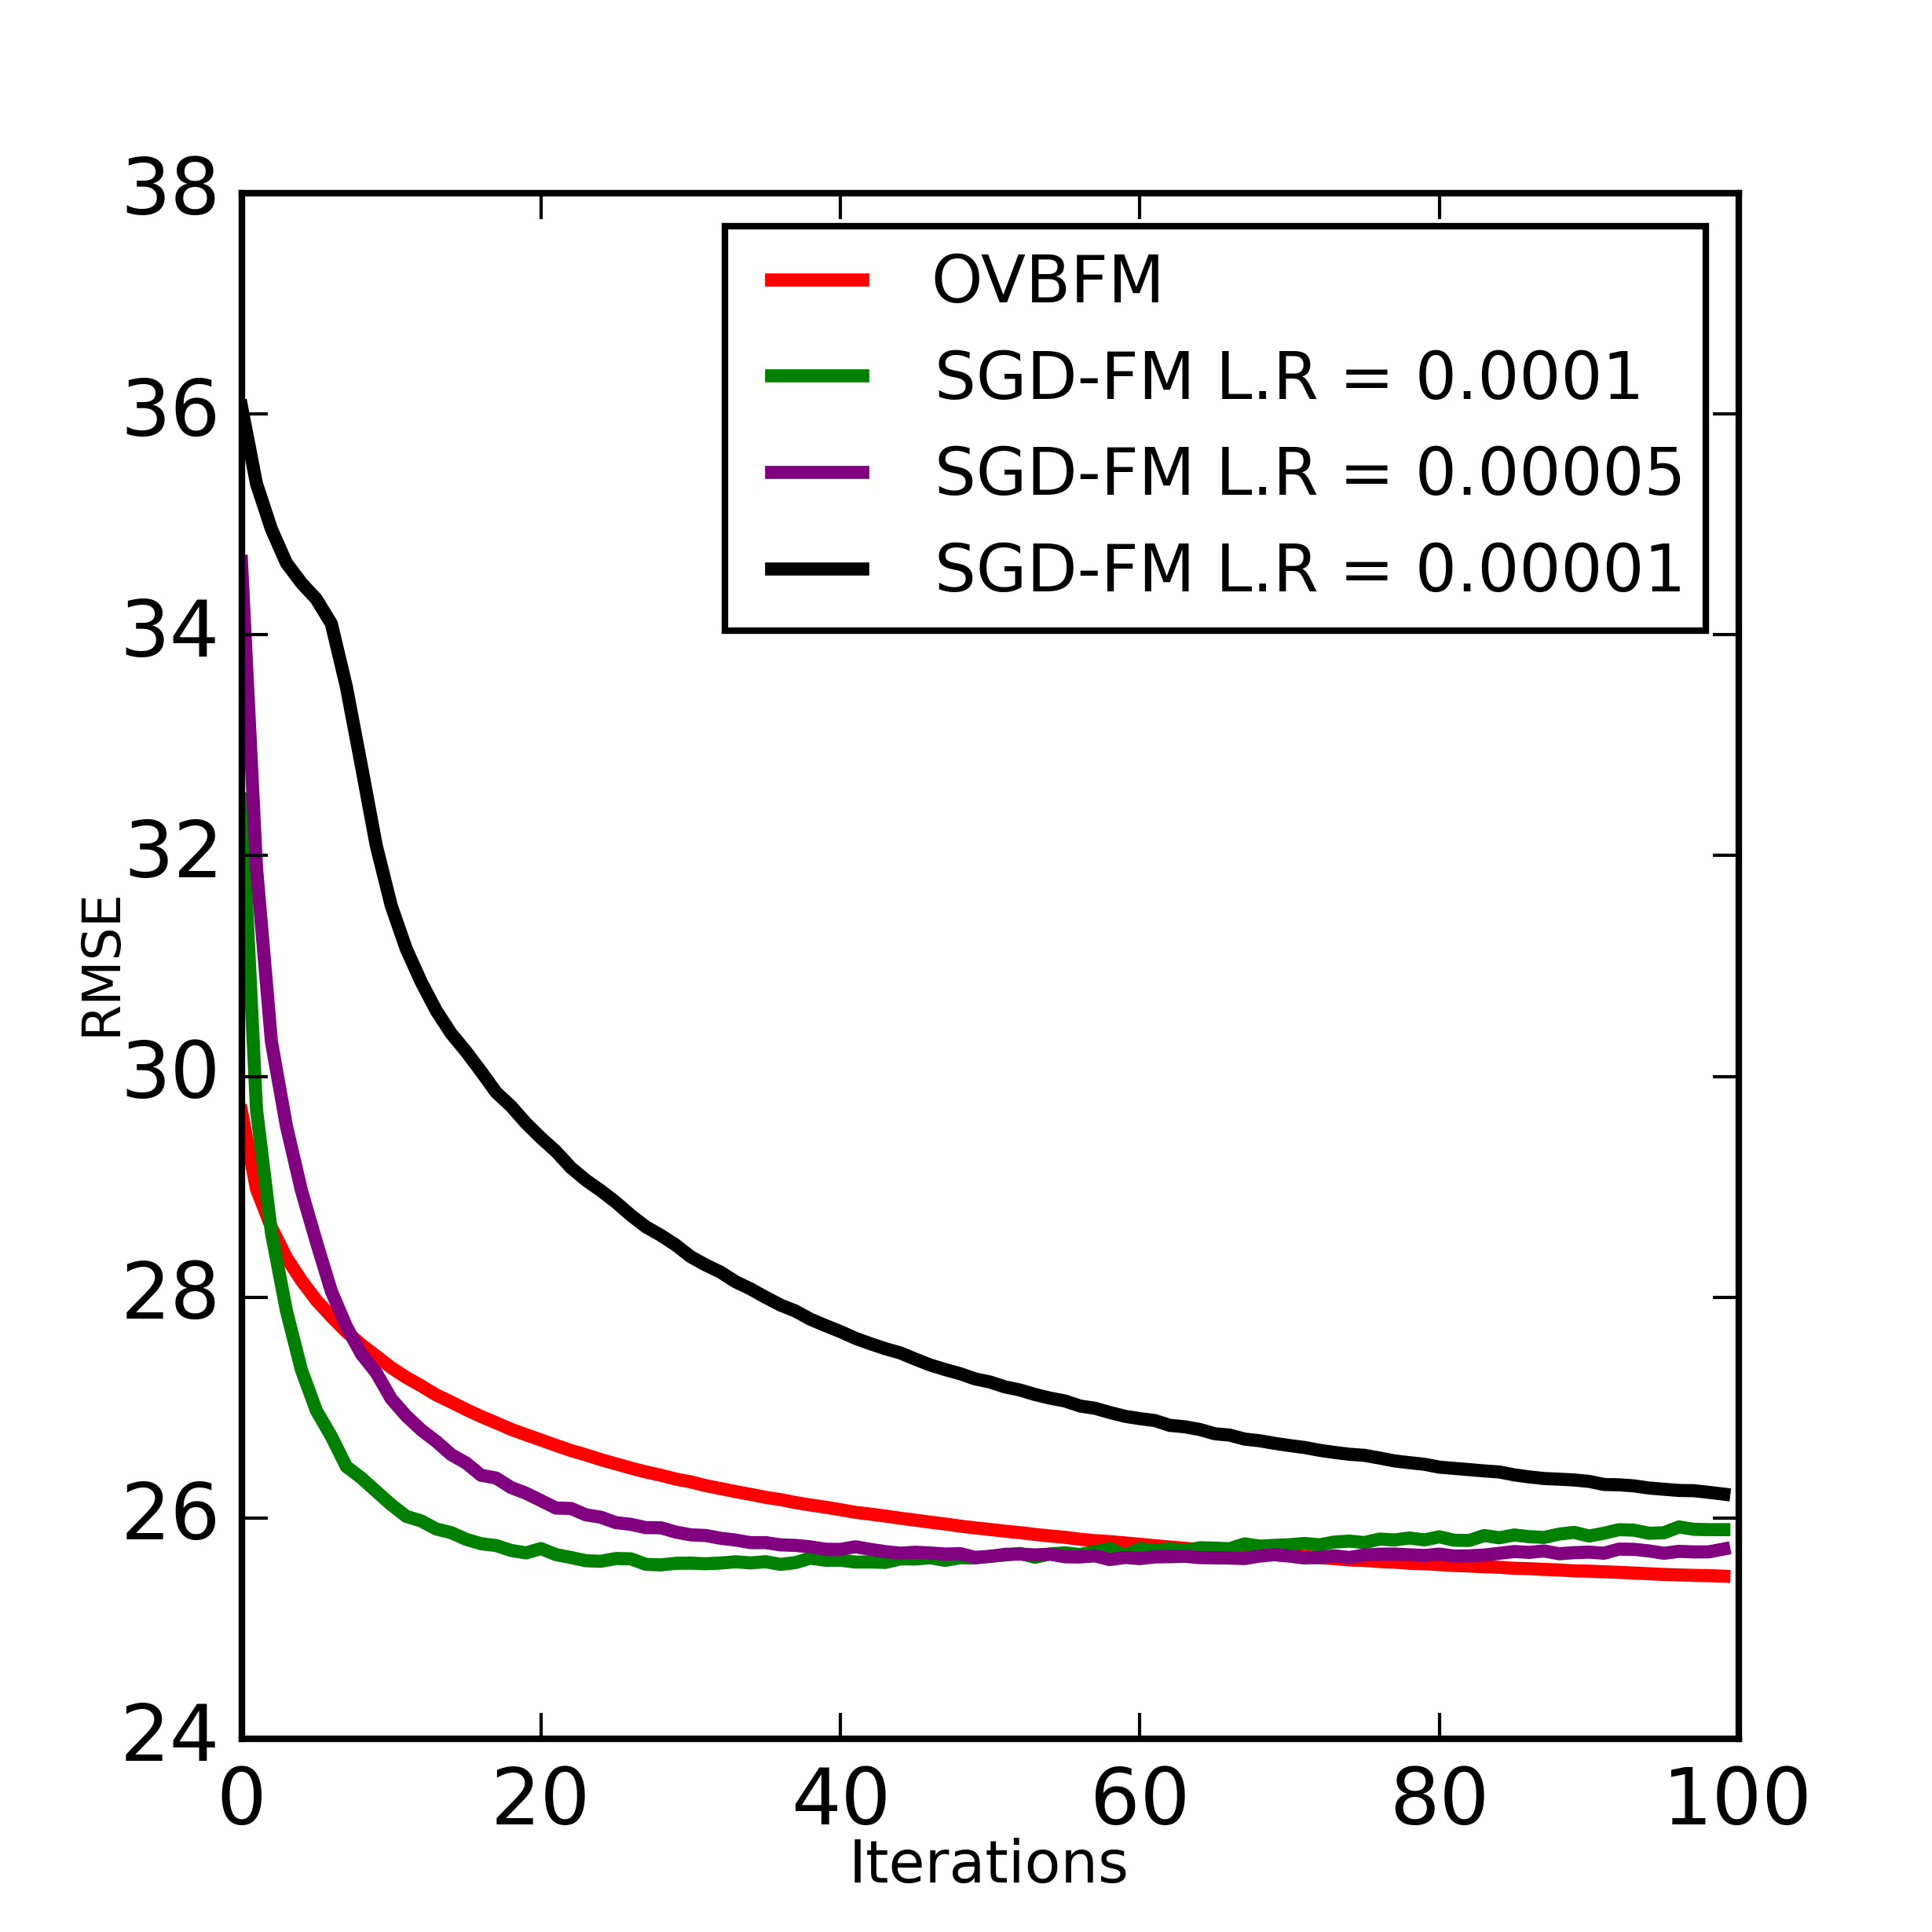 38
36
34
32
30
28
26
24
RMSE
OVBFM
SGD-FM L.R = 0.0001
SGD-FM L.R = 0.00005
SGD-FM L.R = 0.00001
0 20 40 60 80 100
Iterations